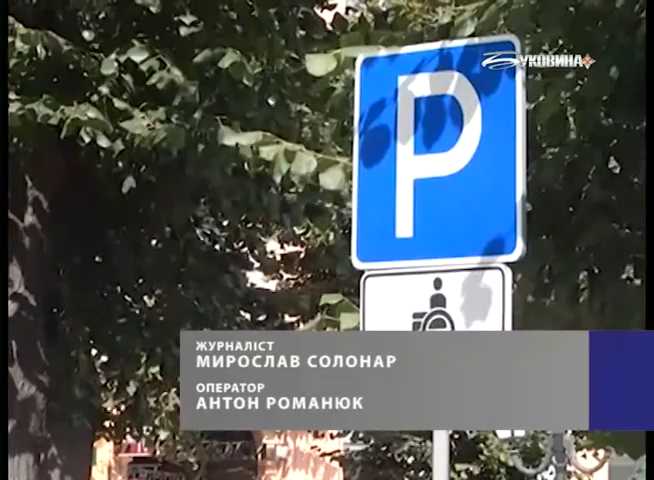 БУКОВИНА
P
ЖУРНАЛІСТ
МИРОСЛАВ СОЛОНАР
ОПЕРАТОР
АНТОН РОМАНЮК